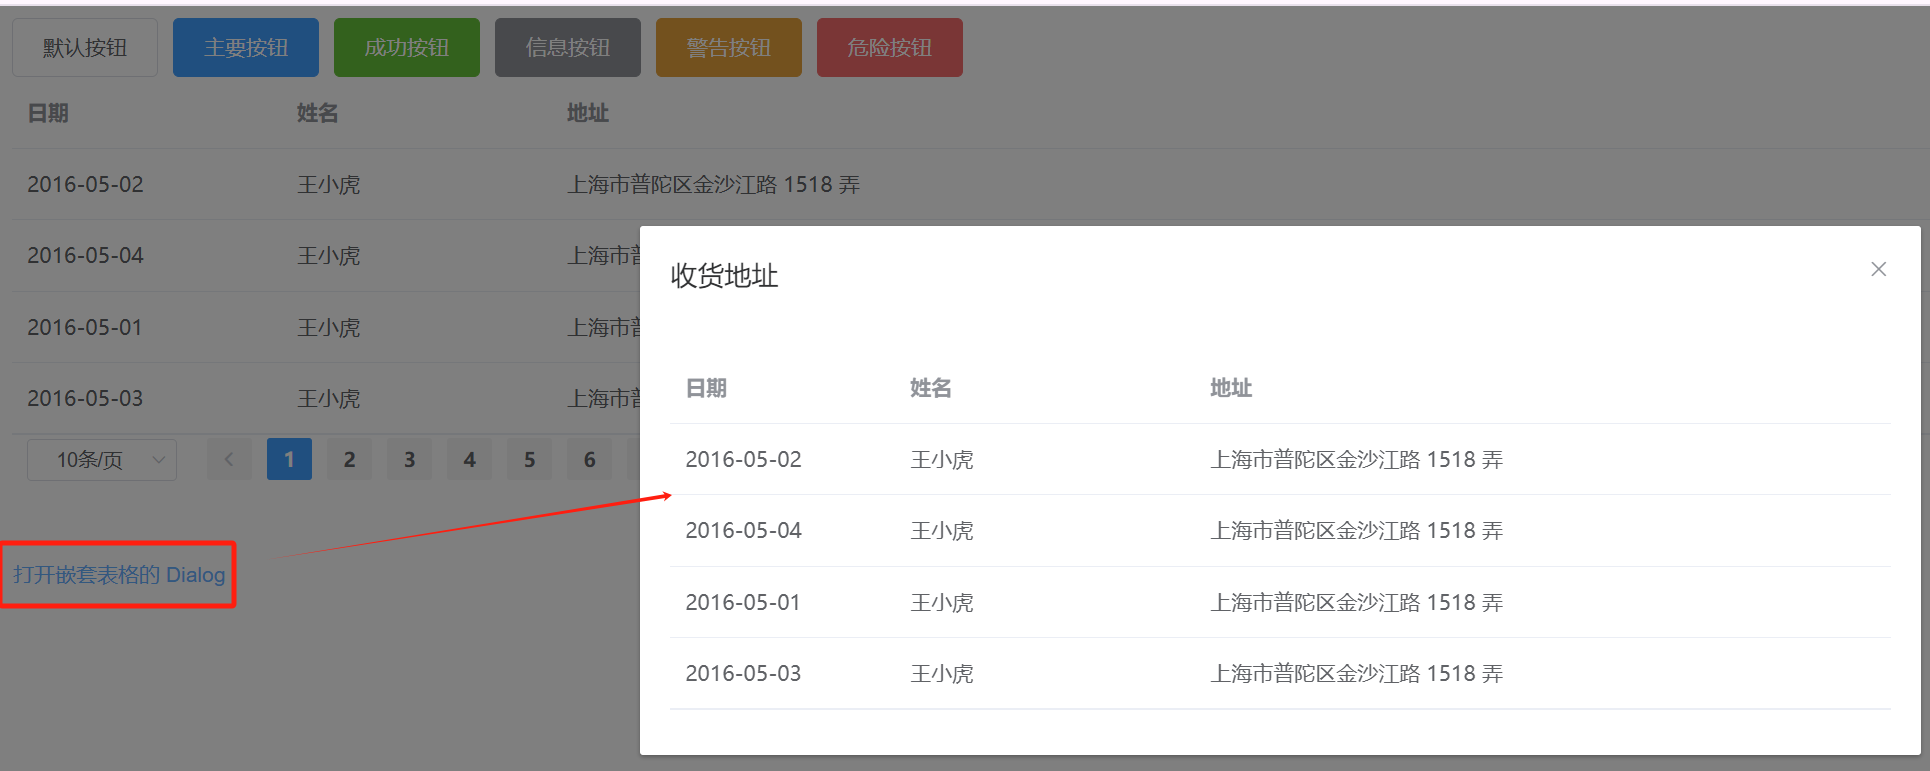 默认按钮 主要按钮 成功按钮 信息按钮 警告按钮 危险按钮
日期 姓名 地址
2016-05-02 王小虎 上海市普陀区金沙江路 1518 弄
2016-05-04 王小虎 上海市
2016-05-01 王小虎 上海市
2016-05-03 王小虎 上海市
10条/页 1 2 3 4 5 6
打开嵌套表格的 Dialog
收货地址
日期 姓名 地址
2016-05-02 王小虎 上海市普陀区金沙江路 1518 弄
2016-05-04 王小虎 上海市普陀区金沙江路 1518 弄
2016-05-01 王小虎 上海市普陀区金沙江路 1518 弄
2016-05-03 王小虎 上海市普陀区金沙江路 1518 弄